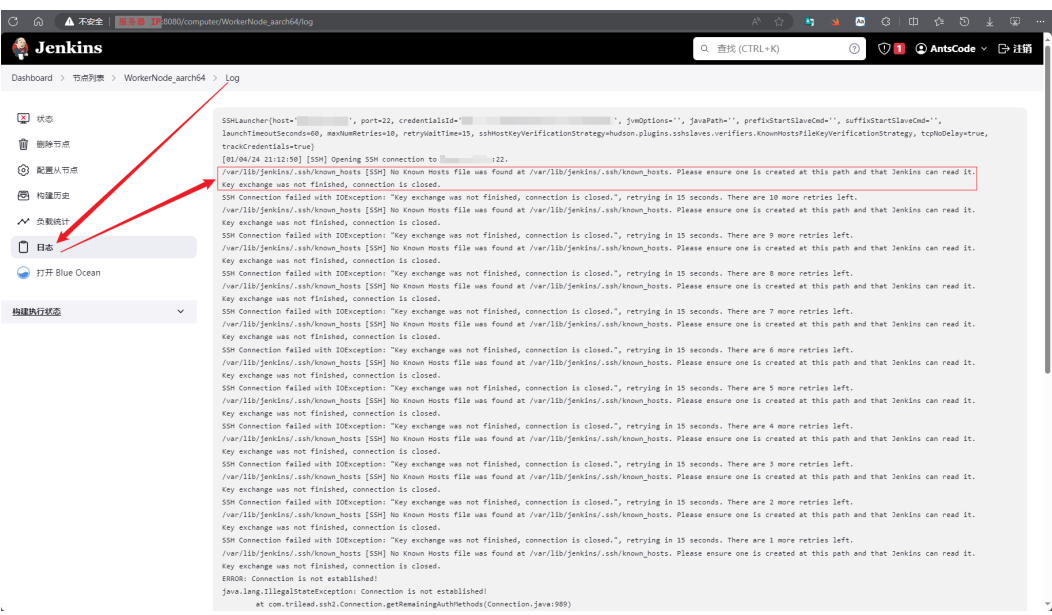 不安全 | 服务器 IP:8080/computer/WorkerNode_aarch64/log
Jenkins
查找 (CTRL+K)
1
AntsCode
注销
Dashboard > 节点列表 > WorkerNode_aarch64 > Log
状态
删除节点
配置从节点
构建历史
负载统计
日志
打开 Blue Ocean
构建执行状态
SSHLauncher{host='', port=22, credentialsId='', jvmOptions='', javaPath='', prefixStartSlaveCmd='', suffixStartSlaveCmd='',
launchTimeoutSeconds=60, maxNumRetries=10, retryWaitTime=15, sshHostKeyVerificationStrategy=hudson.plugins.sshslaves.verifiers.KnownHostsFileKeyVerificationStrategy, tcpNoDelay=true,
trackCredentials=true}
[01/04/24 21:12:50] [SSH] Opening SSH connection to :22.
/var/lib/jenkins/.ssh/known_hosts [SSH] No Known Hosts file was found at /var/lib/jenkins/.ssh/known_hosts. Please ensure one is created at this path and that Jenkins can read it.
Key exchange was not finished, connection is closed.
SSH Connection failed with IOException: "Key exchange was not finished, connection is closed.", retrying in 15 seconds. There are 10 more retries left.
/var/lib/jenkins/.ssh/known_hosts [SSH] No Known Hosts file was found at /var/lib/jenkins/.ssh/known_hosts. Please ensure one is created at this path and that Jenkins can read it.
Key exchange was not finished, connection is closed.
SSH Connection failed with IOException: "Key exchange was not finished, connection is closed.", retrying in 15 seconds. There are 9 more retries left.
/var/lib/jenkins/.ssh/known_hosts [SSH] No Known Hosts file was found at /var/lib/jenkins/.ssh/known_hosts. Please ensure one is created at this path and that Jenkins can read it.
Key exchange was not finished, connection is closed.
SSH Connection failed with IOException: "Key exchange was not finished, connection is closed.", retrying in 15 seconds. There are 8 more retries left.
/var/lib/jenkins/.ssh/known_hosts [SSH] No Known Hosts file was found at /var/lib/jenkins/.ssh/known_hosts. Please ensure one is created at this path and that Jenkins can read it.
Key exchange was not finished, connection is closed.
SSH Connection failed with IOException: "Key exchange was not finished, connection is closed.", retrying in 15 seconds. There are 7 more retries left.
/var/lib/jenkins/.ssh/known_hosts [SSH] No Known Hosts file was found at /var/lib/jenkins/.ssh/known_hosts. Please ensure one is created at this path and that Jenkins can read it.
Key exchange was not finished, connection is closed.
SSH Connection failed with IOException: "Key exchange was not finished, connection is closed.", retrying in 15 seconds. There are 6 more retries left.
/var/lib/jenkins/.ssh/known_hosts [SSH] No Known Hosts file was found at /var/lib/jenkins/.ssh/known_hosts. Please ensure one is created at this path and that Jenkins can read it.
Key exchange was not finished, connection is closed.
SSH Connection failed with IOException: "Key exchange was not finished, connection is closed.", retrying in 15 seconds. There are 5 more retries left.
/var/lib/jenkins/.ssh/known_hosts [SSH] No Known Hosts file was found at /var/lib/jenkins/.ssh/known_hosts. Please ensure one is created at this path and that Jenkins can read it.
Key exchange was not finished, connection is closed.
SSH Connection failed with IOException: "Key exchange was not finished, connection is closed.", retrying in 15 seconds. There are 4 more retries left.
/var/lib/jenkins/.ssh/known_hosts [SSH] No Known Hosts file was found at /var/lib/jenkins/.ssh/known_hosts. Please ensure one is created at this path and that Jenkins can read it.
Key exchange was not finished, connection is closed.
SSH Connection failed with IOException: "Key exchange was not finished, connection is closed.", retrying in 15 seconds. There are 3 more retries left.
/var/lib/jenkins/.ssh/known_hosts [SSH] No Known Hosts file was found at /var/lib/jenkins/.ssh/known_hosts. Please ensure one is created at this path and that Jenkins can read it.
Key exchange was not finished, connection is closed.
SSH Connection failed with IOException: "Key exchange was not finished, connection is closed.", retrying in 15 seconds. There are 2 more retries left.
/var/lib/jenkins/.ssh/known_hosts [SSH] No Known Hosts file was found at /var/lib/jenkins/.ssh/known_hosts. Please ensure one is created at this path and that Jenkins can read it.
Key exchange was not finished, connection is closed.
SSH Connection failed with IOException: "Key exchange was not finished, connection is closed.", retrying in 15 seconds. There are 1 more retries left.
/var/lib/jenkins/.ssh/known_hosts [SSH] No Known Hosts file was found at /var/lib/jenkins/.ssh/known_hosts. Please ensure one is created at this path and that Jenkins can read it.
Key exchange was not finished, connection is closed.
ERROR: Connection is not established!
java.lang.IllegalStateException: Connection is not established!
at com.trilead.ssh2.Connection.getRemainingAuthMethods(Connection.java:989)